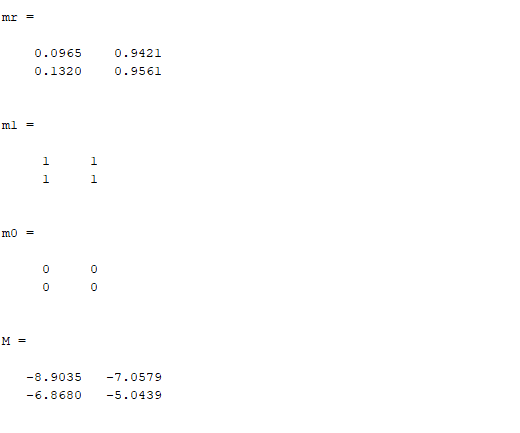 mr =
0.0965 0.9421
0.1320 0.9561
m1 =
1 1
1 1
m0 =
0 0
0 0
M =
-8.9035 -7.0579
-6.8680 -5.0439